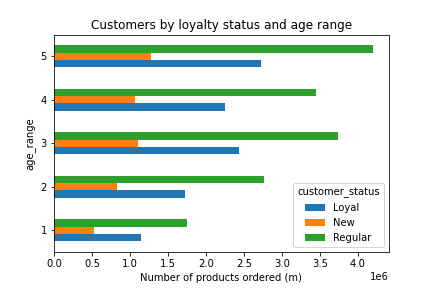 Customers by loyalty status and age range
age_range
5
4
3
2
1
customer_status
Loyal
New
Regular
0.0 0.5 1.0 1.5 2.0 2.5 3.0 3.5 4.0
1e6
Number of products ordered (m)